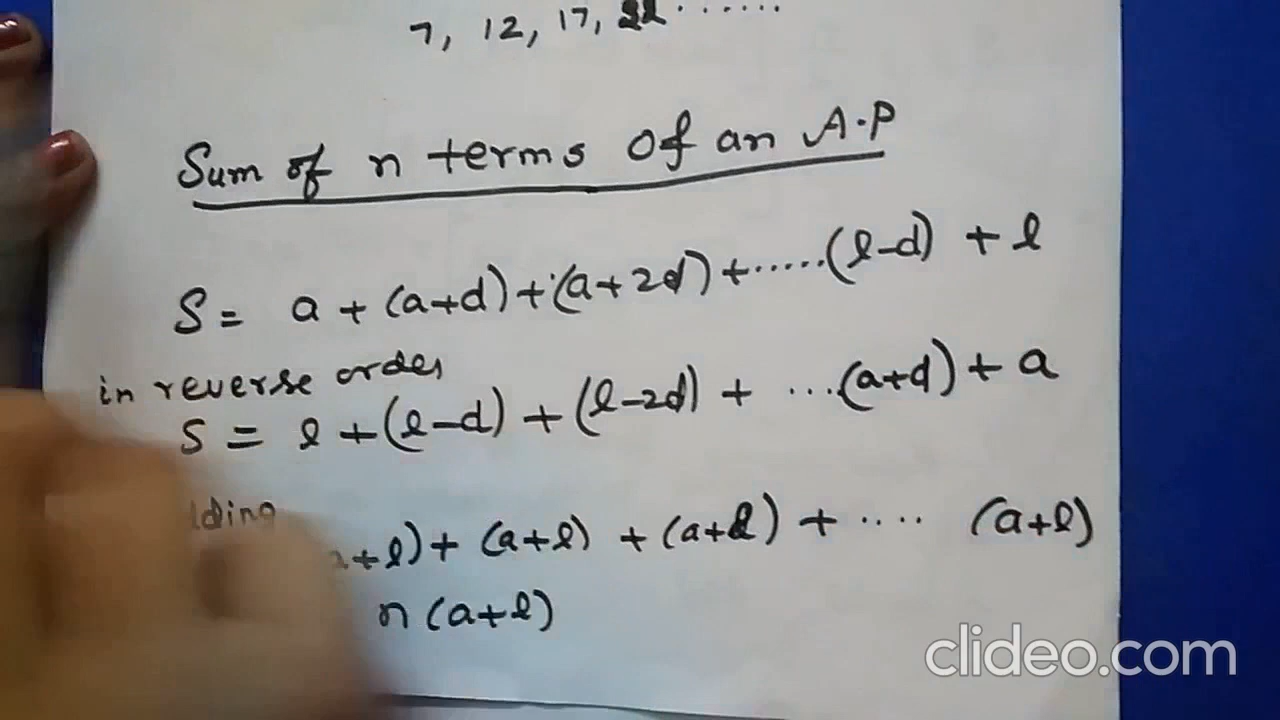 7, 12, 17, 22 ......
Sum of n terms of an A.P
S = a + (a+d) + (a+2d) + ..... (l-d) + l
in reverse order
S = l + (l-d) + (l-2d) + ... (a+d) + a
+l) + (a+l) + (a+l) + .... (a+l)
n (a+l)
clideo.com